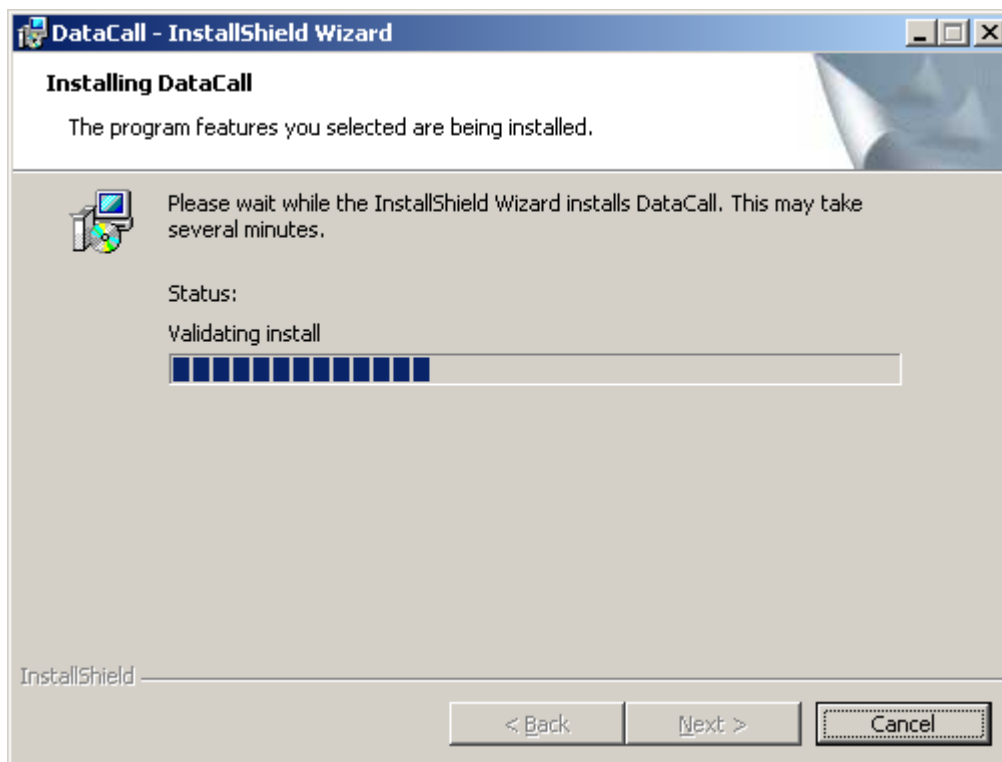 DataCall - InstallShield Wizard
Installing DataCall
The program features you selected are being installed.
Please wait while the InstallShield Wizard installs DataCall. This may take
several minutes.
Status:
Validating install
InstallShield
< Back
Next >
Cancel